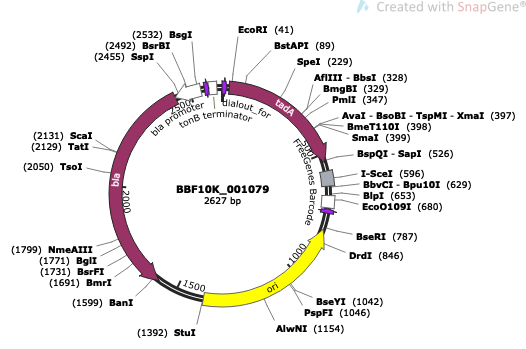 Created with SnapGene®
(2532) BsgI
(2492) BsrBI
(2455) SspI
EcoRI (41)
BstAPI (89)
SpeI (229)
AflIII - BbsI (328)
BmgBI (329)
PmlI (347)
AvaI - BsoBI - TspMI - XmaI (397)
BmeT110I (398)
SmaI (399)
BspQI - SapI (526)
I-SceI (596)
BbvCI - Bpu10I (629)
BlpI (653)
EcoO109I (680)
BseRI (787)
DrdI (846)
BseYI (1042)
PspFI (1046)
AlwNI (1154)
(1392) StuI
(1599) BanI
(1691) BmrI
(1731) BsrFI
(1771) BglI
(1799) NmeAIII
(2050) TsoI
(2129) TatI
(2131) ScaI
bla promoter
tonB terminator
dialout_for
tadA
FreeGenes Barcode
ori
bla
500
1000
1500
2000
2500
BBF10K_001079
2627 bp